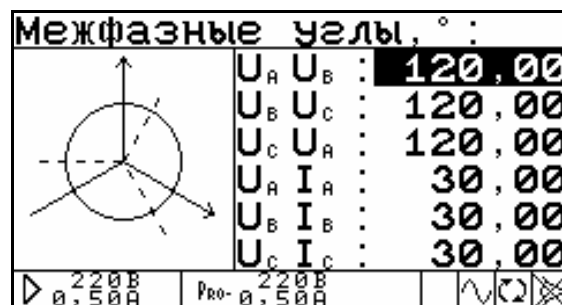 Межфазные углы, °:
UA UB : 120,00
UB UC : 120,00
UC UA : 120,00
UA IA : 30,00
UB IB : 30,00
UC IC : 30,00
220В
0,50А
PRO- 220В
0,50А